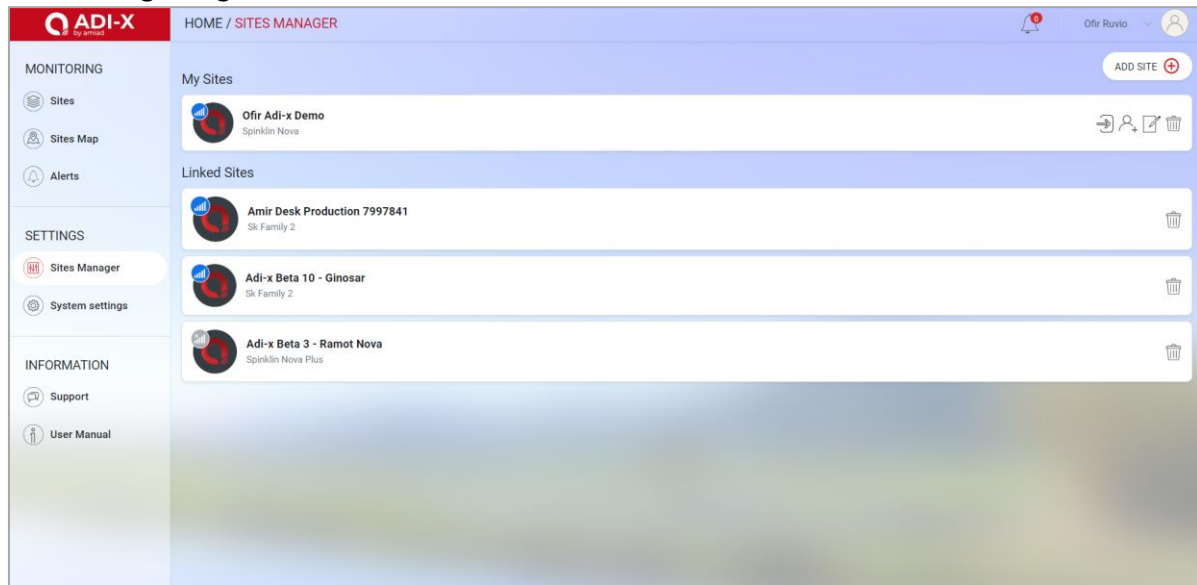 ADI-X
by amiad
HOME / SITES MANAGER
0
Ofir Ruvio
MONITORING
Sites
Sites Map
Alerts
SETTINGS
Sites Manager
System settings
INFORMATION
Support
User Manual
ADD SITE
My Sites
Ofir Adi-x Demo
Spinklin Nova
Linked Sites
Amir Desk Production 7997841
Sk Family 2
Adi-x Beta 10 - Ginosar
Sk Family 2
Adi-x Beta 3 - Ramot Nova
Spinklin Nova Plus